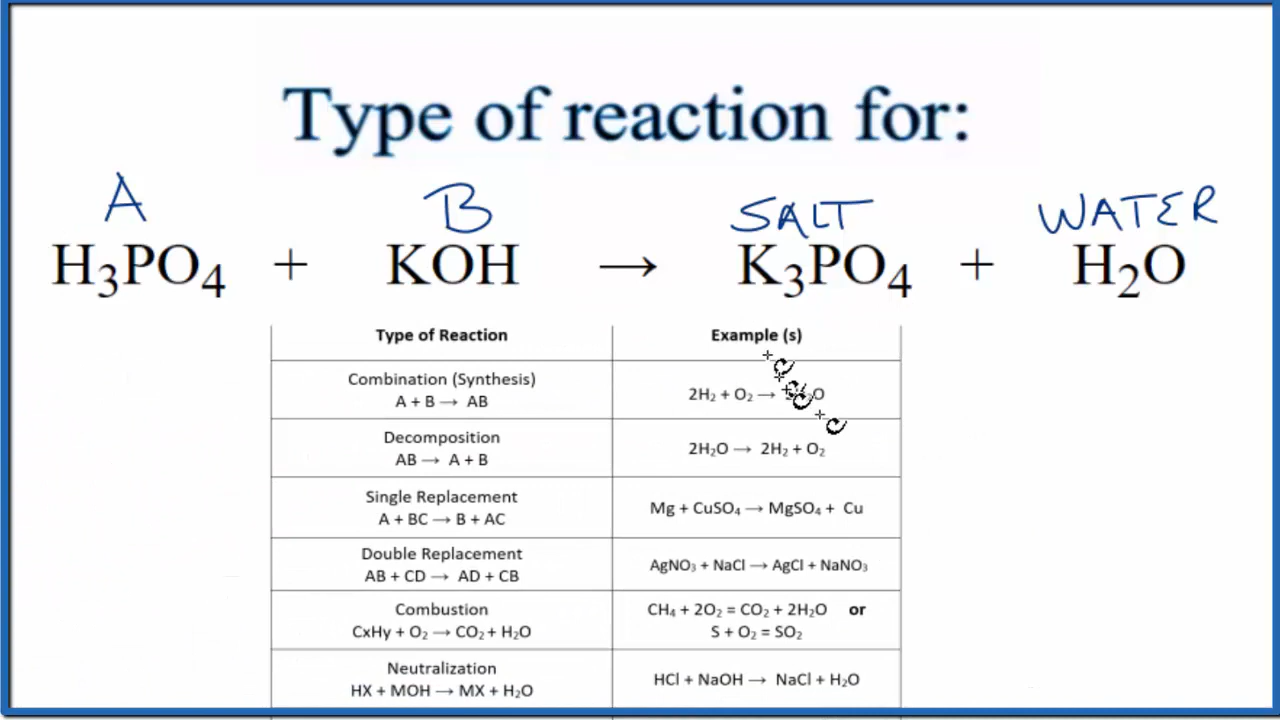 Type of reaction for:
A B SALT WATER
H₃PO₄ + KOH → K₃PO₄ + H₂O
Type of Reaction Example (s)
Combination (Synthesis)
A + B → AB
2H₂ + O₂ → O
Decomposition
AB → A + B
2H₂O → 2H₂ + O₂
Single Replacement
A + BC → B + AC
Mg + CuSO₄ → MgSO₄ + Cu
Double Replacement
AB + CD → AD + CB
AgNO₃ + NaCl → AgCl + NaNO₃
Combustion
CxHy + O₂ → CO₂ + H₂O
CH₄ + 2O₂ = CO₂ + 2H₂O or
S + O₂ = SO₂
Neutralization
HX + MOH → MX + H₂O
HCl + NaOH → NaCl + H₂O